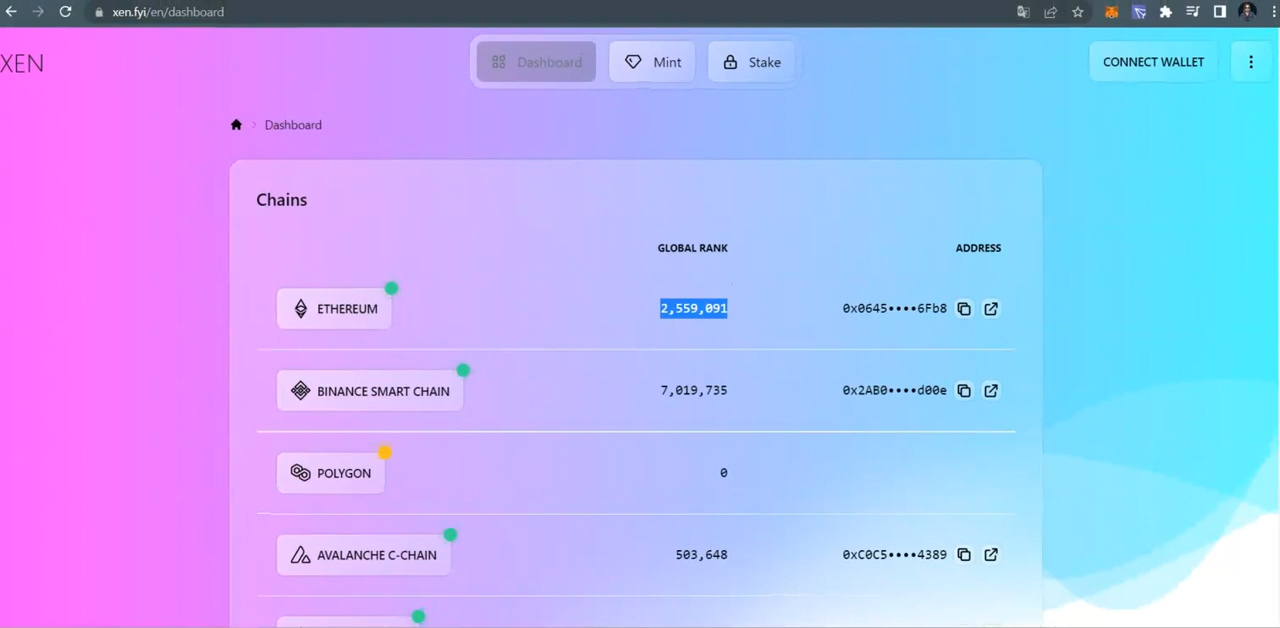 xen.fyi/en/dashboard
XEN
Dashboard
Mint
Stake
CONNECT WALLET
Dashboard
Chains
GLOBAL RANK ADDRESS
ETHEREUM 2,559,091 0x0645••••6Fb8
BINANCE SMART CHAIN 7,019,735 0x2AB0••••d00e
POLYGON 0
AVALANCHE C-CHAIN 503,648 0xC0C5••••4389